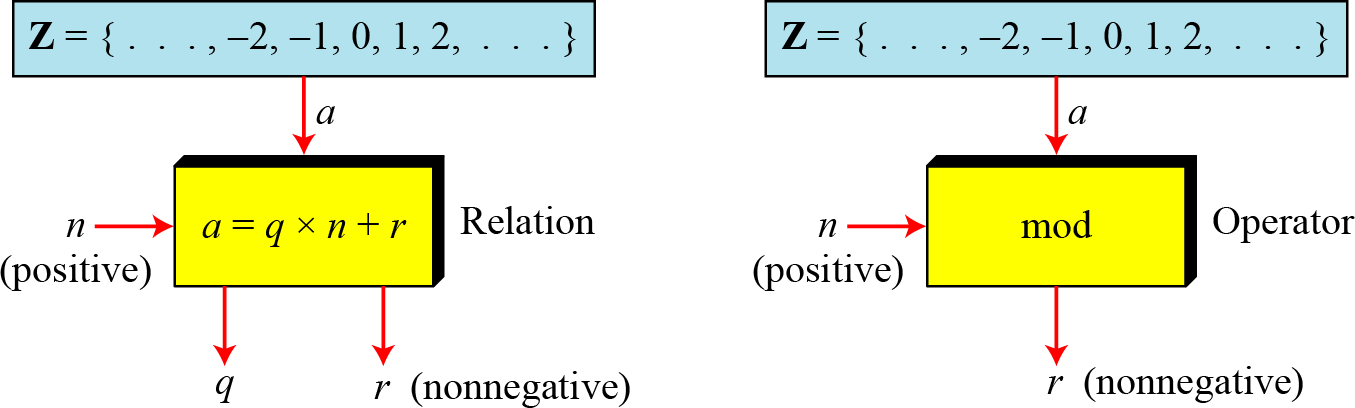 Z = { . . . , –2, –1, 0, 1, 2, . . . }
a
n
(positive)
a = q × n + r
Relation
q
r (nonnegative)
Z = { . . . , –2, –1, 0, 1, 2, . . . }
a
n
(positive)
mod
Operator
r (nonnegative)